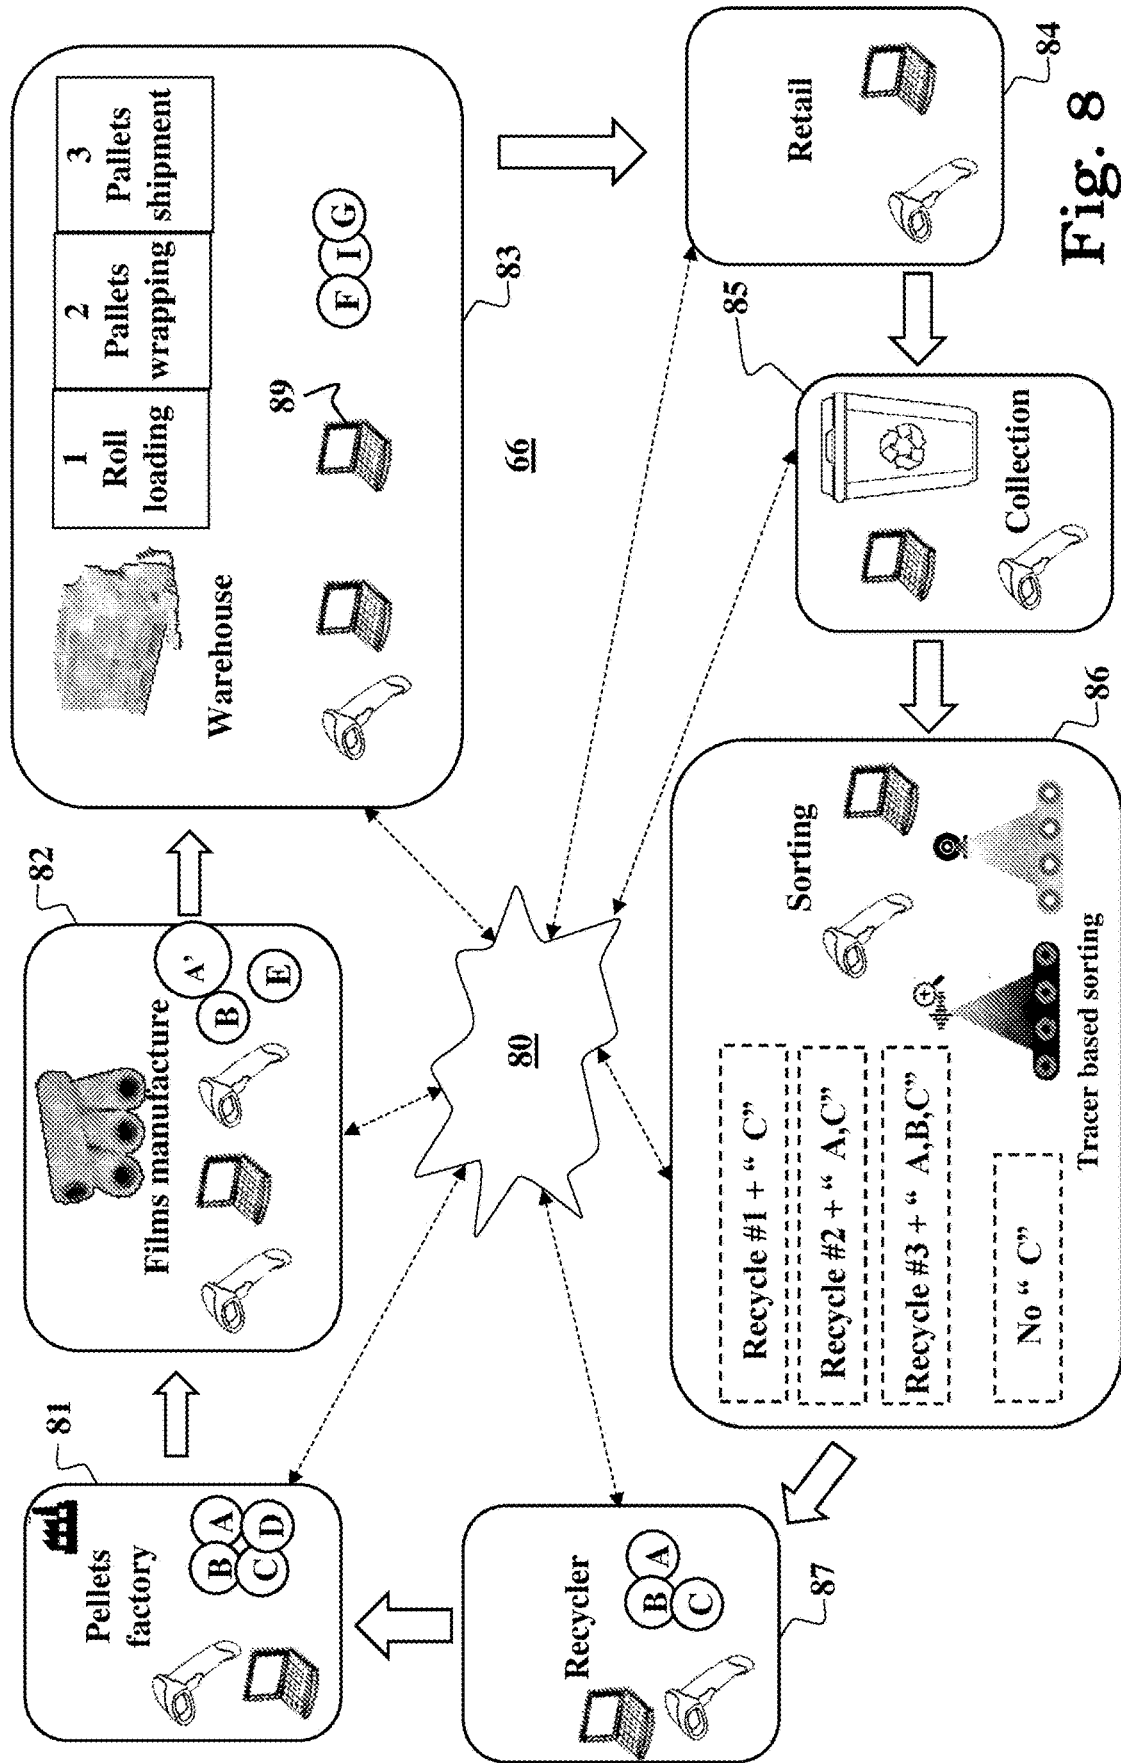 81
Pellets
factory
B
A
C
D
82
Films manufacture
A’
B
E
Warehouse
1
Roll
loading
2
Pallets
wrapping
3
Pallets
shipment
89
F
I
G
83
66
80
Recycler
B
A
C
87
Sorting
Recycle #1 + “ C”
Recycle #2 + “ A,C”
Recycle #3 + “ A,B,C”
No “ C”
Tracer based sorting
86
85
Collection
Retail
84
Fig. 8